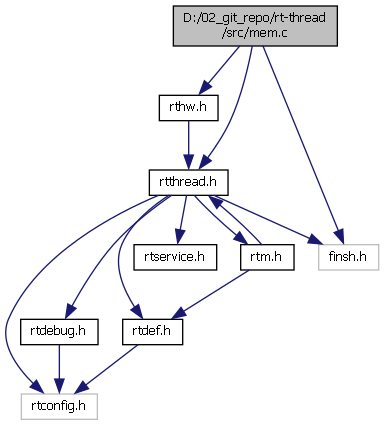 D:/02_git_repo/rt-thread
/src/mem.c
rthw.h
rtthread.h
rtservice.h
rtm.h
finsh.h
rtdebug.h
rtdef.h
rtconfig.h